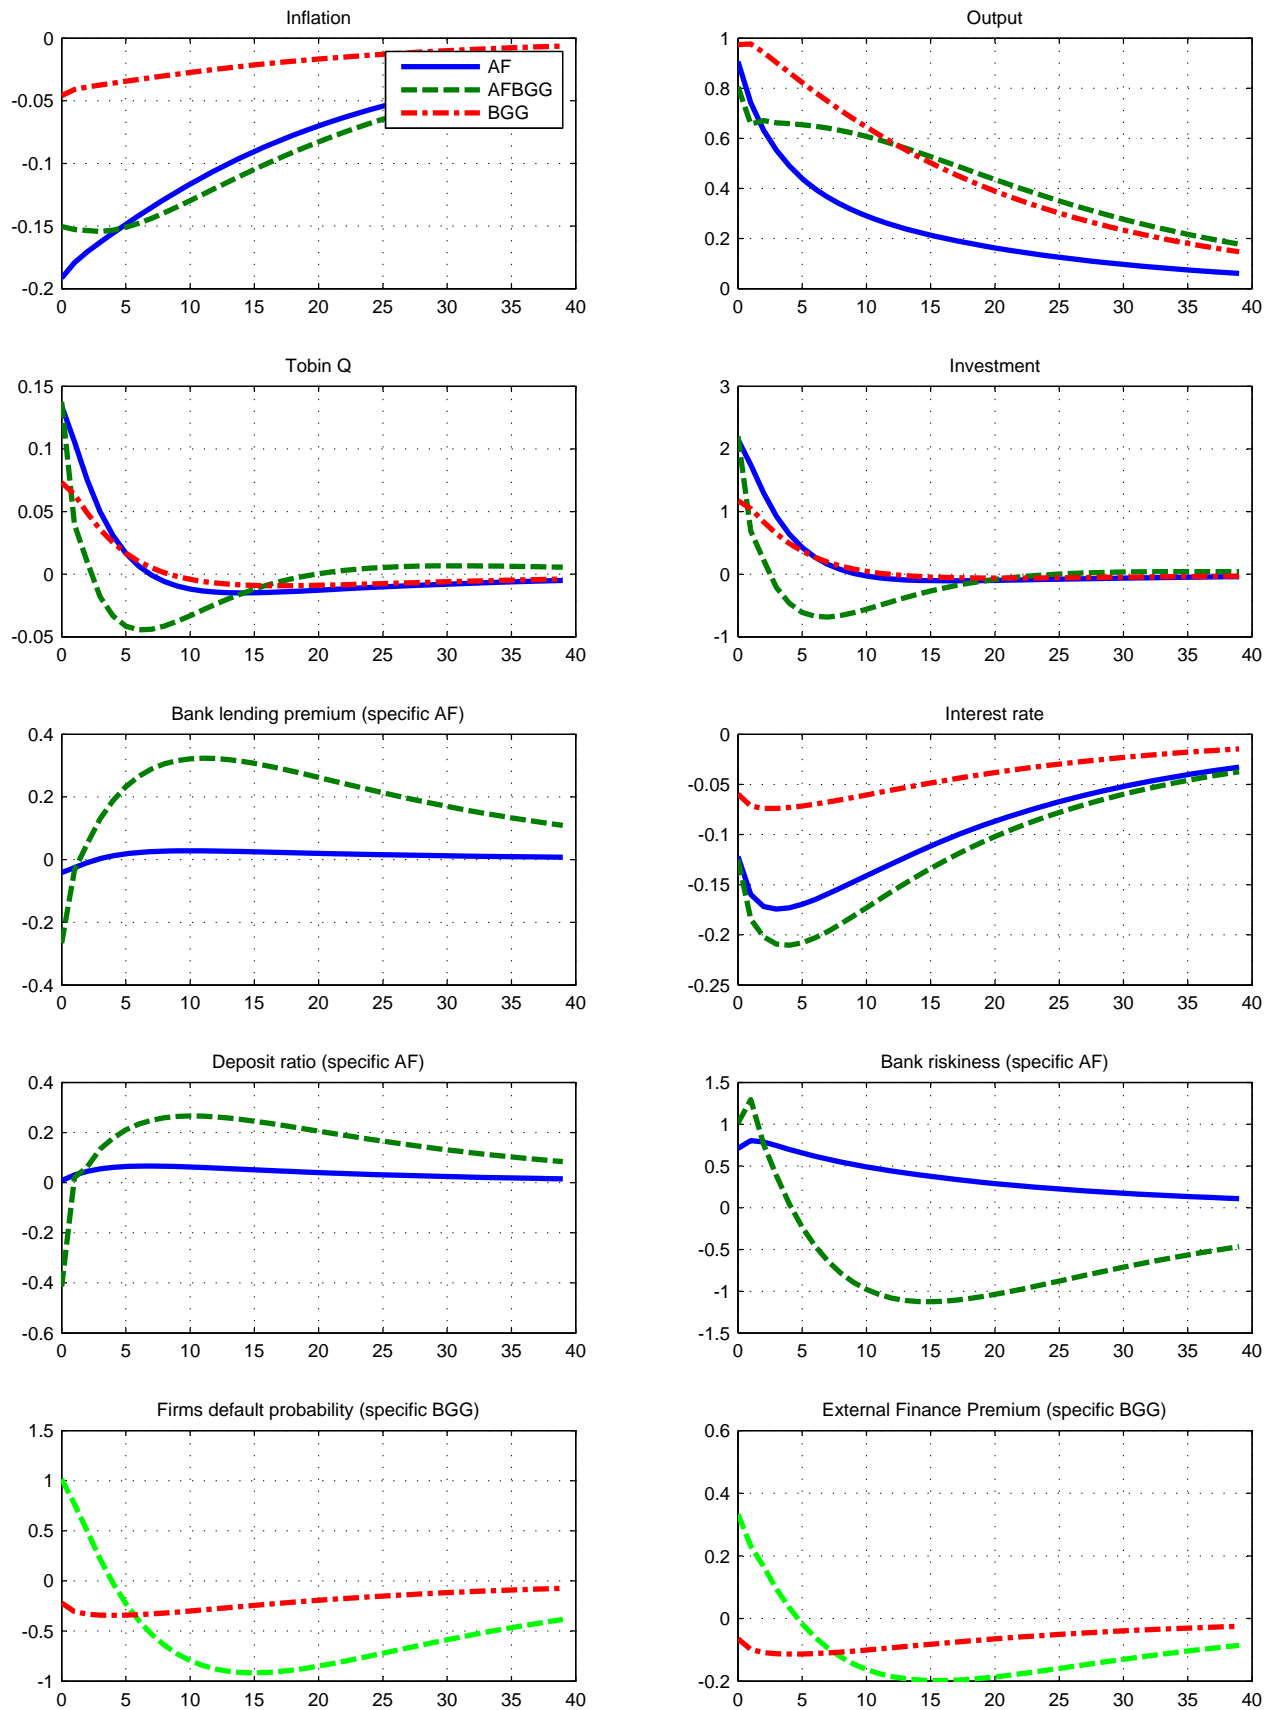 Inflation
0
-0.05
-0.1
-0.15
-0.2
0 5 10 15 20 25 30 35 40
AF
AFBGG
BGG
Output
1
0.8
0.6
0.4
0.2
0
0 5 10 15 20 25 30 35 40
Tobin Q
0.15
0.1
0.05
0
-0.05
0 5 10 15 20 25 30 35 40
Investment
3
2
1
0
-1
0 5 10 15 20 25 30 35 40
Bank lending premium (specific AF)
0.4
0.2
0
-0.2
-0.4
0 5 10 15 20 25 30 35 40
Interest rate
0
-0.05
-0.1
-0.15
-0.2
-0.25
0 5 10 15 20 25 30 35 40
Deposit ratio (specific AF)
0.4
0.2
0
-0.2
-0.4
-0.6
0 5 10 15 20 25 30 35 40
Bank riskiness (specific AF)
1.5
1
0.5
0
-0.5
-1
-1.5
0 5 10 15 20 25 30 35 40
Firms default probability (specific BGG)
1.5
1
0.5
0
-0.5
-1
0 5 10 15 20 25 30 35 40
External Finance Premium (specific BGG)
0.6
0.4
0.2
0
-0.2
0 5 10 15 20 25 30 35 40